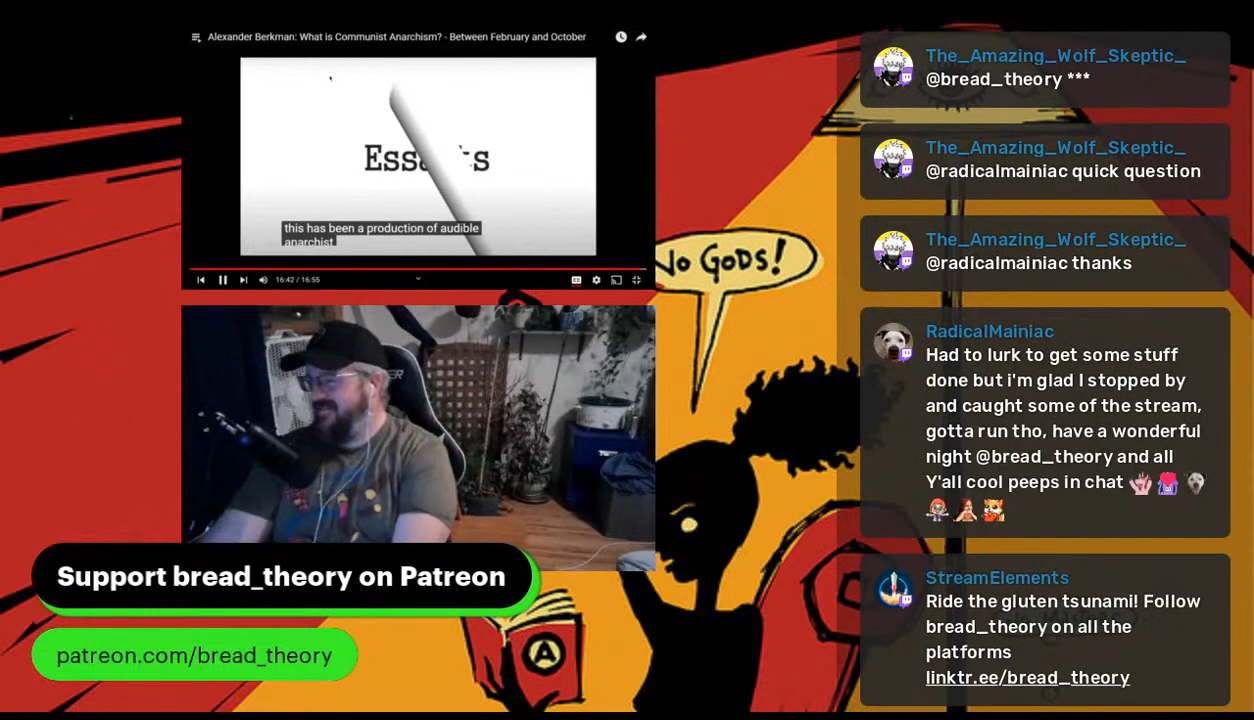 Alexander Berkman: What is Communist Anarchism? - Between February and October
this has been a production of audible
anarchist
16:42 / 16:55
CC
No Gods!
A
Support bread_theory on Patreon
patreon.com/bread_theory
The_Amazing_Wolf_Skeptic_
@bread_theory ***
The_Amazing_Wolf_Skeptic_
@radicalmainiac quick question
The_Amazing_Wolf_Skeptic_
@radicalmainiac thanks
RadicalMainiac
Had to lurk to get some stuff
done but i'm glad I stopped by
and caught some of the stream,
gotta run tho, have a wonderful
night @bread_theory and all
Y'all cool peeps in chat
StreamElements
Ride the gluten tsunami! Follow
bread_theory on all the
platforms
linktr.ee/bread_theory